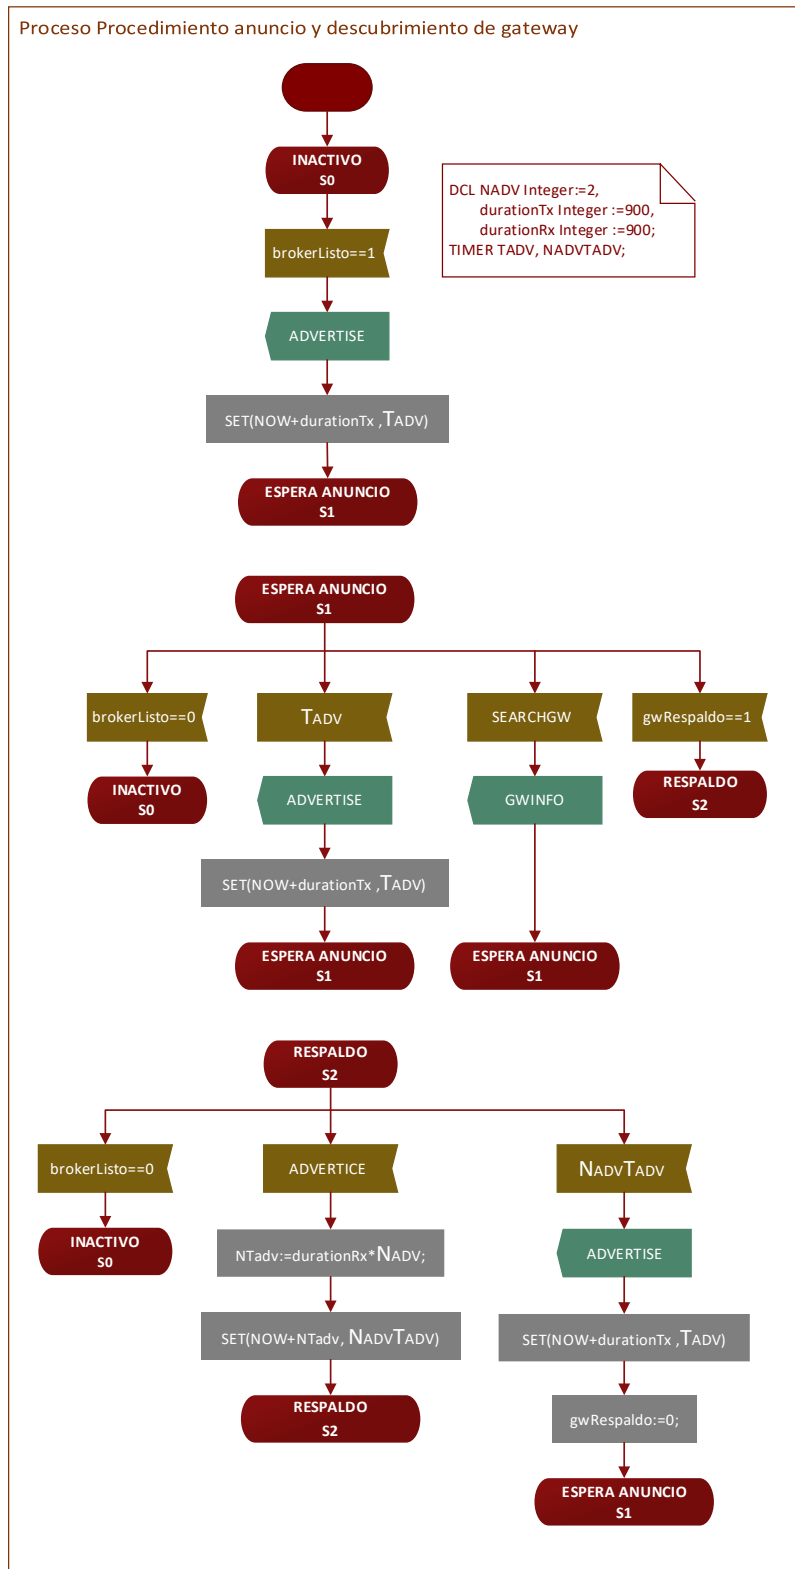 Proceso Procedimiento anuncio y descubrimiento de gateway
INACTIVO
S0
DCL NADV Integer:=2,
durationTx Integer :=900,
durationRx Integer :=900;
TIMER TADV, NADVTADV;
brokerListo==1
ADVERTISE
SET(NOW+durationTx ,TADV)
ESPERA ANUNCIO
S1
ESPERA ANUNCIO
S1
brokerListo==0
TADV
SEARCHGW
gwRespaldo==1
INACTIVO
S0
ADVERTISE
GWINFO
RESPALDO
S2
SET(NOW+durationTx ,TADV)
ESPERA ANUNCIO
S1
ESPERA ANUNCIO
S1
RESPALDO
S2
brokerListo==0
ADVERTICE
NADVTADV
INACTIVO
S0
NTadv:=durationRx*NADV;
ADVERTISE
SET(NOW+NTadv, NADVTADV)
SET(NOW+durationTx ,TADV)
RESPALDO
S2
gwRespaldo:=0;
ESPERA ANUNCIO
S1